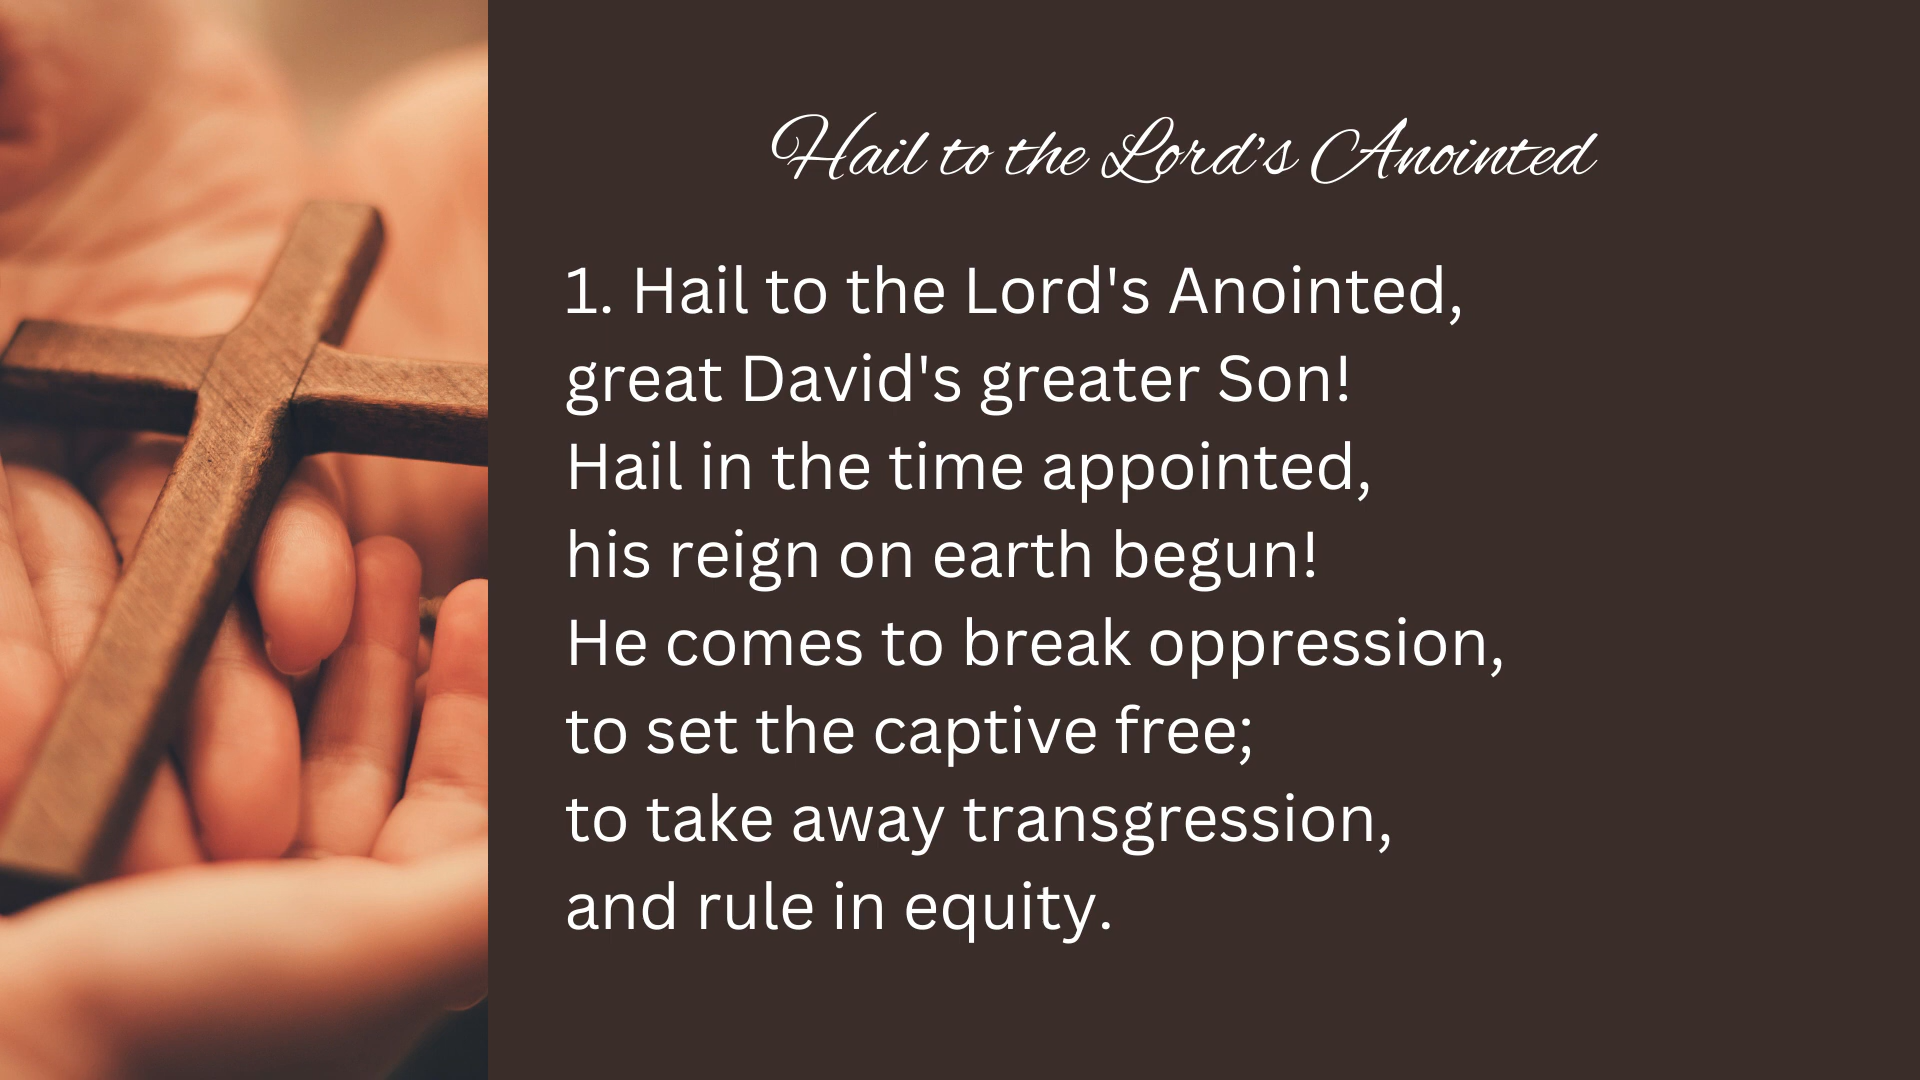 Hail to the Lord's Anointed
1. Hail to the Lord's Anointed,
great David's greater Son!
Hail in the time appointed,
his reign on earth begun!
He comes to break oppression,
to set the captive free;
to take away transgression,
and rule in equity.